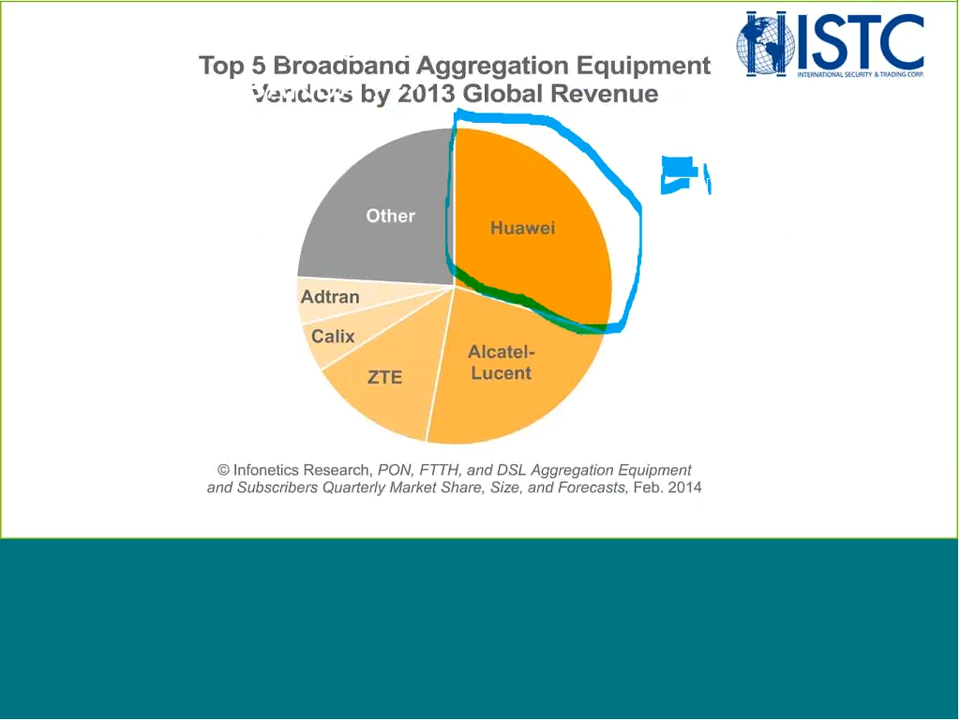 ISTC
INTERNATIONAL SECURITY & TRADING CORP.
Top 5 Broadband Aggregation Equipment
Vendors by 2013 Global Revenue
Other
Huawei
Adtran
Calix
ZTE
Alcatel-
Lucent
© Infonetics Research, PON, FTTH, and DSL Aggregation Equipment
and Subscribers Quarterly Market Share, Size, and Forecasts, Feb. 2014